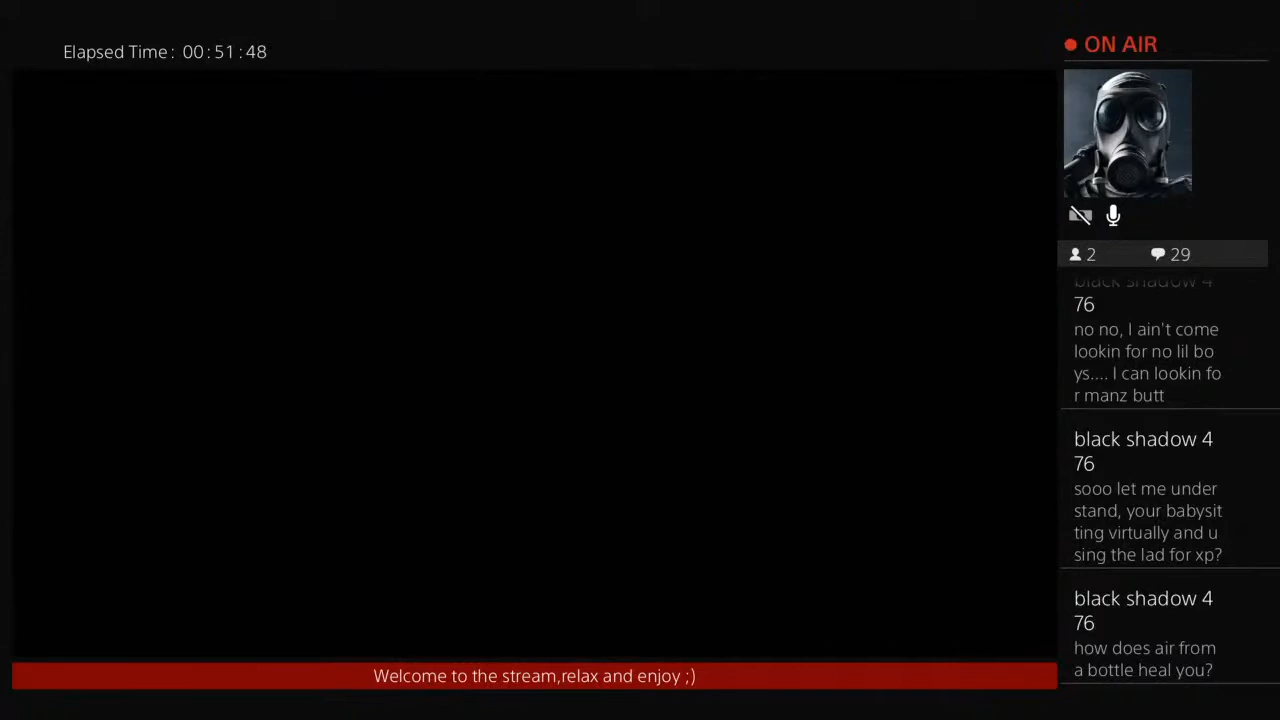 Elapsed Time: 00:51:48
ON AIR
2
29
black shadow 4
76
no no, I ain't come
lookin for no lil bo
ys.... I can lookin fo
r manz butt
black shadow 4
76
sooo let me under
stand, your babysit
ting virtually and u
sing the lad for xp?
black shadow 4
76
how does air from
a bottle heal you?
Welcome to the stream,relax and enjoy ;)